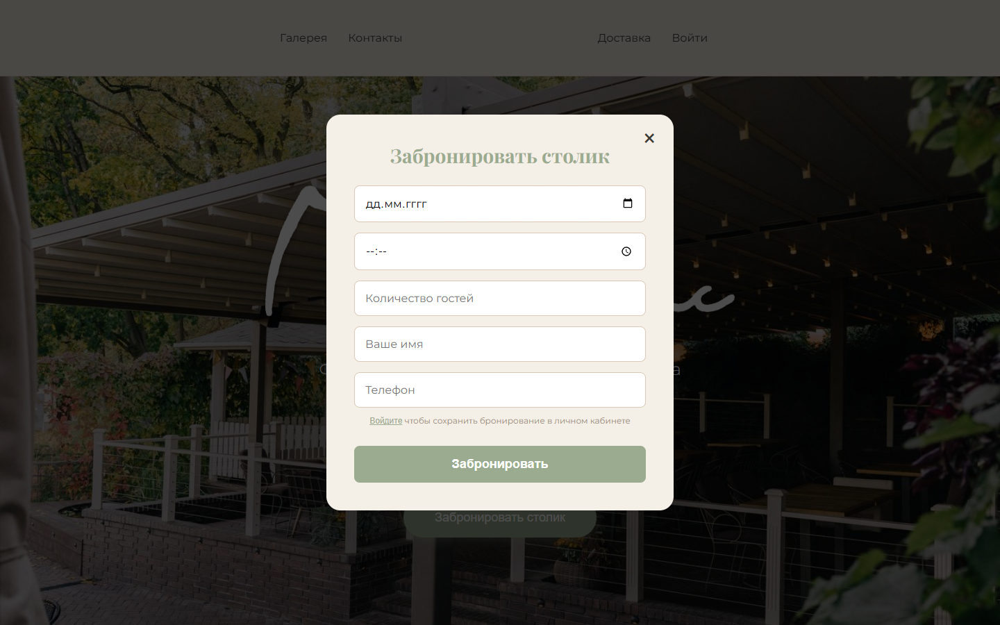 Галерея Контакты Доставка Войти
×
Забронировать столик
дд.мм.гггг
--:--
Количество гостей
Ваше имя
Телефон
Войдите чтобы сохранить бронирование в личном кабинете
Забронировать
Забронировать столик